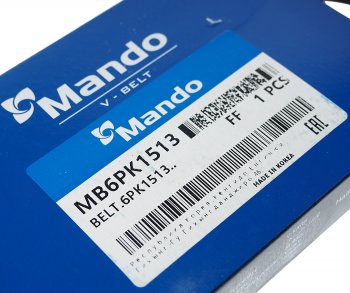 Mando
V - BELT
L
Mando
MB6PK1513
BELT.6PK1513..
FF
1 PCS
EAC
MADE IN KOREA